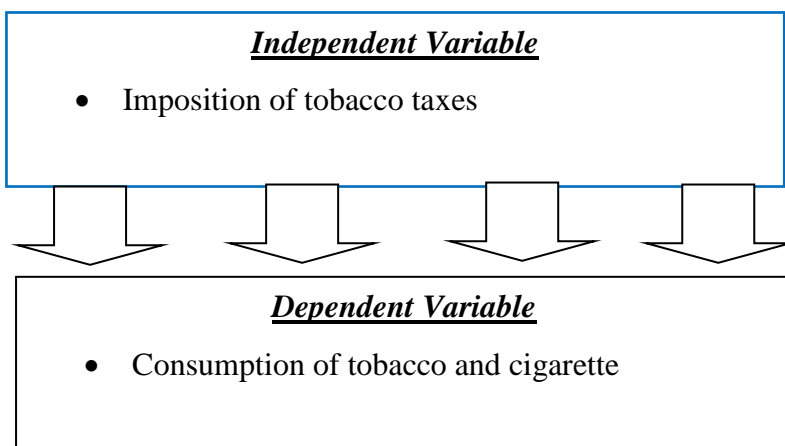 Independent Variable
• Imposition of tobacco taxes
Dependent Variable
• Consumption of tobacco and cigarette